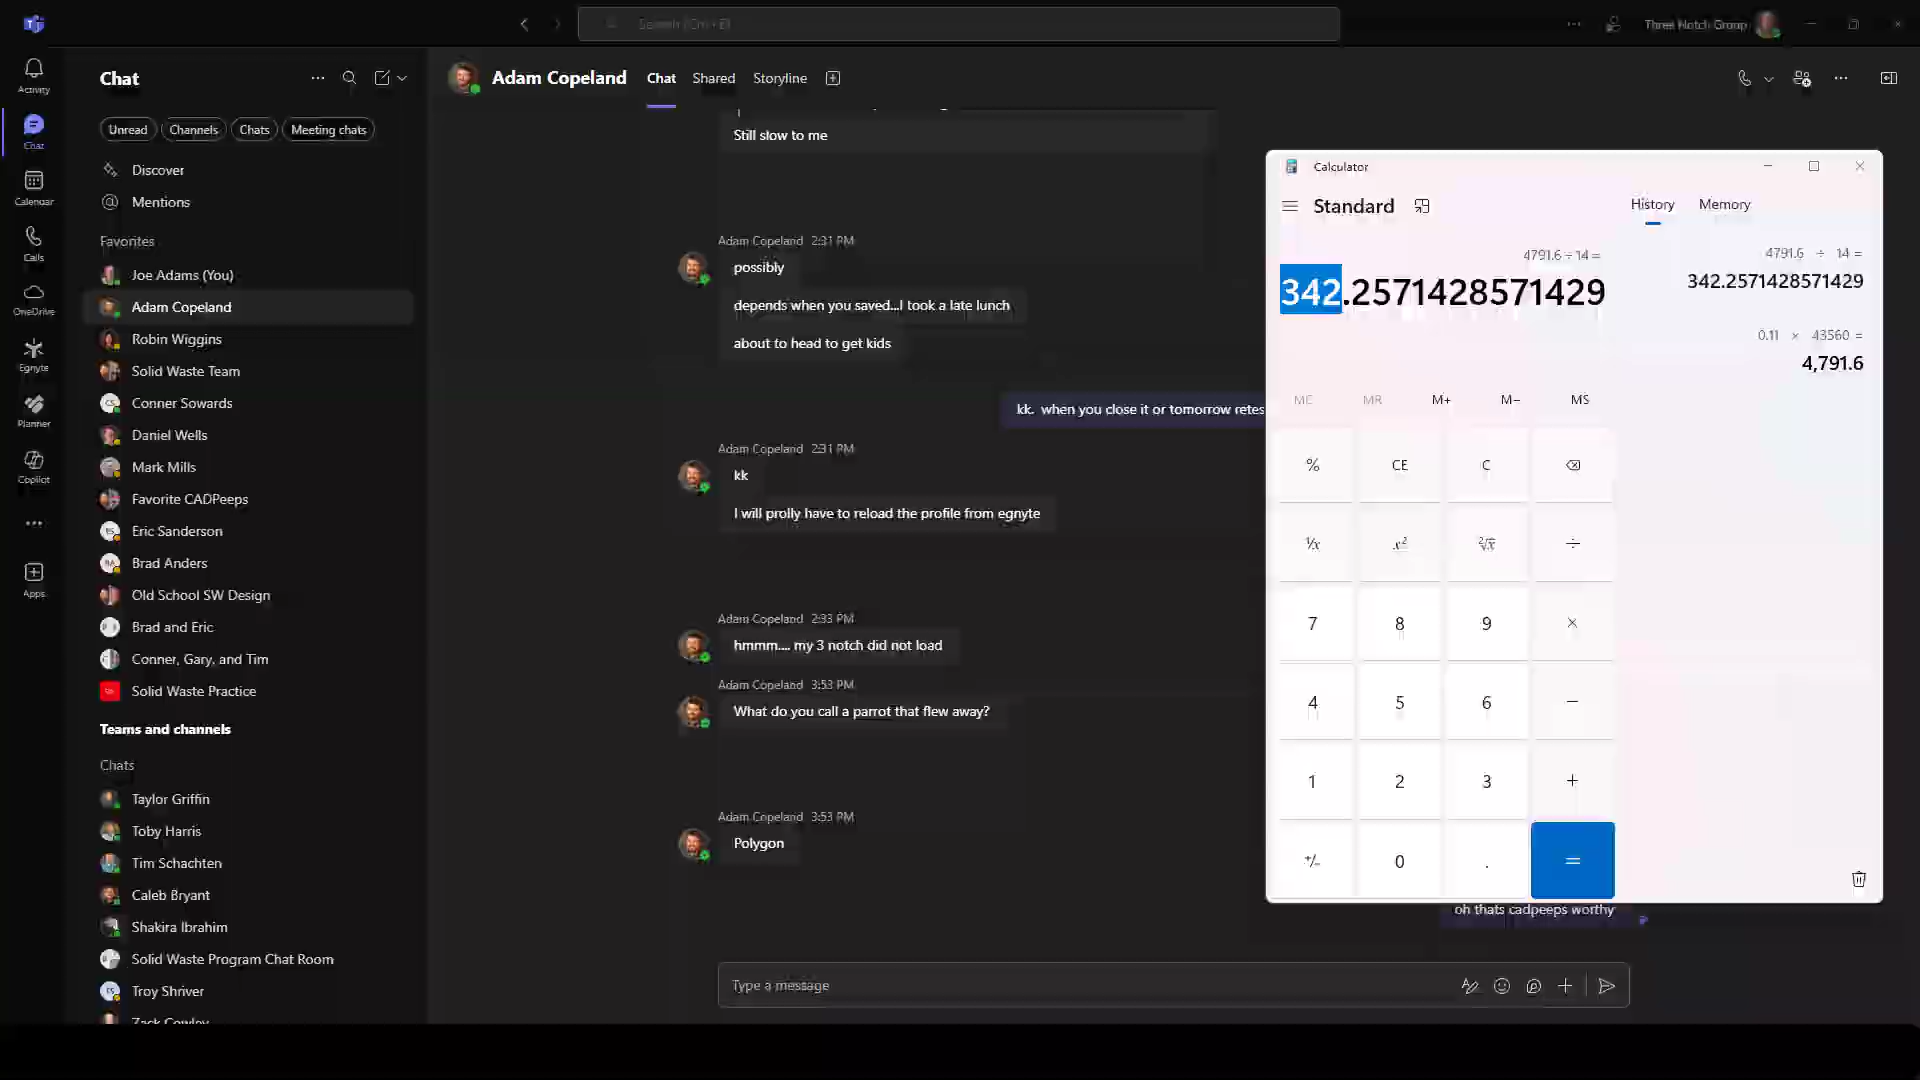 Search (Ctrl+E)
Three Notch Group
Activity
Chat
Calendar
Calls
OneDrive
Egnyte
Planner
Copilot
Apps
Chat
Unread
Channels
Chats
Meeting chats
Discover
Mentions
Favorites
Joe Adams (You)
Adam Copeland
Robin Wiggins
Solid Waste Team
Conner Sowards
Daniel Wells
Mark Mills
Favorite CADPeeps
Eric Sanderson
Brad Anders
Old School SW Design
Brad and Eric
Conner, Gary, and Tim
Solid Waste Practice
Teams and channels
Chats
Taylor Griffin
Toby Harris
Tim Schachten
Caleb Bryant
Shakira Ibrahim
Solid Waste Program Chat Room
Troy Shriver
Zack Cowley
Adam Copeland
Chat
Shared
Storyline
Still slow to me
Adam Copeland 2:31 PM
possibly
depends when you saved...I took a late lunch
about to head to get kids
kk. when you close it or tomorrow retes
Adam Copeland 2:31 PM
kk
I will prolly have to reload the profile from egnyte
Adam Copeland 2:33 PM
hmmm.... my 3 notch did not load
Adam Copeland 3:53 PM
What do you call a parrot that flew away?
Adam Copeland 3:53 PM
Polygon
oh thats cadpeeps worthy
Type a message
Calculator
Standard
4791.6 ÷ 14 =
342.2571428571429
MC MR M+ M− MS
% CE C
⅟x x² ²√x ÷
7 8 9 ×
4 5 6 −
1 2 3 +
+/− 0 . =
History
Memory
4791.6 ÷ 14 =
342.2571428571429
0.11 × 43560 =
4,791.6